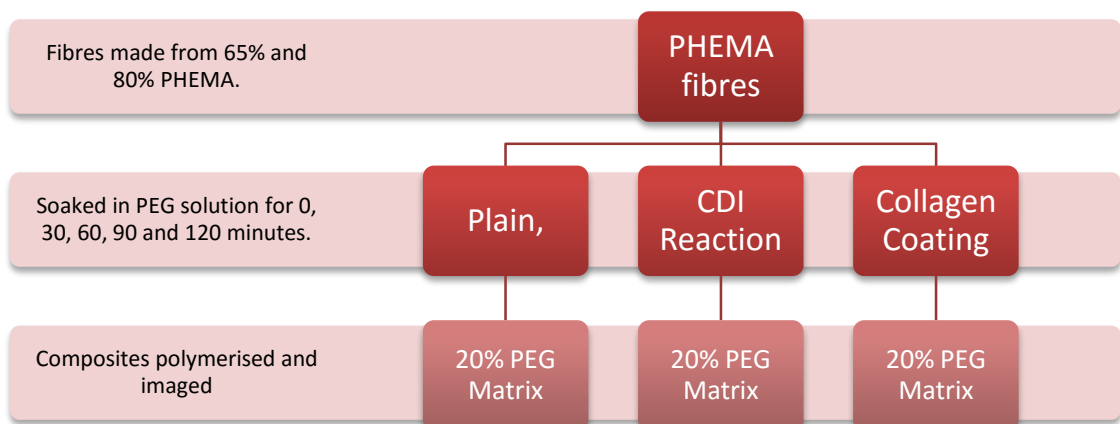 Fibres made from 65% and
80% PHEMA.
PHEMA
fibres
Soaked in PEG solution for 0,
30, 60, 90 and 120 minutes.
Plain,
CDI
Reaction
Collagen
Coating
Composites polymerised and
imaged
20% PEG
Matrix
20% PEG
Matrix
20% PEG
Matrix